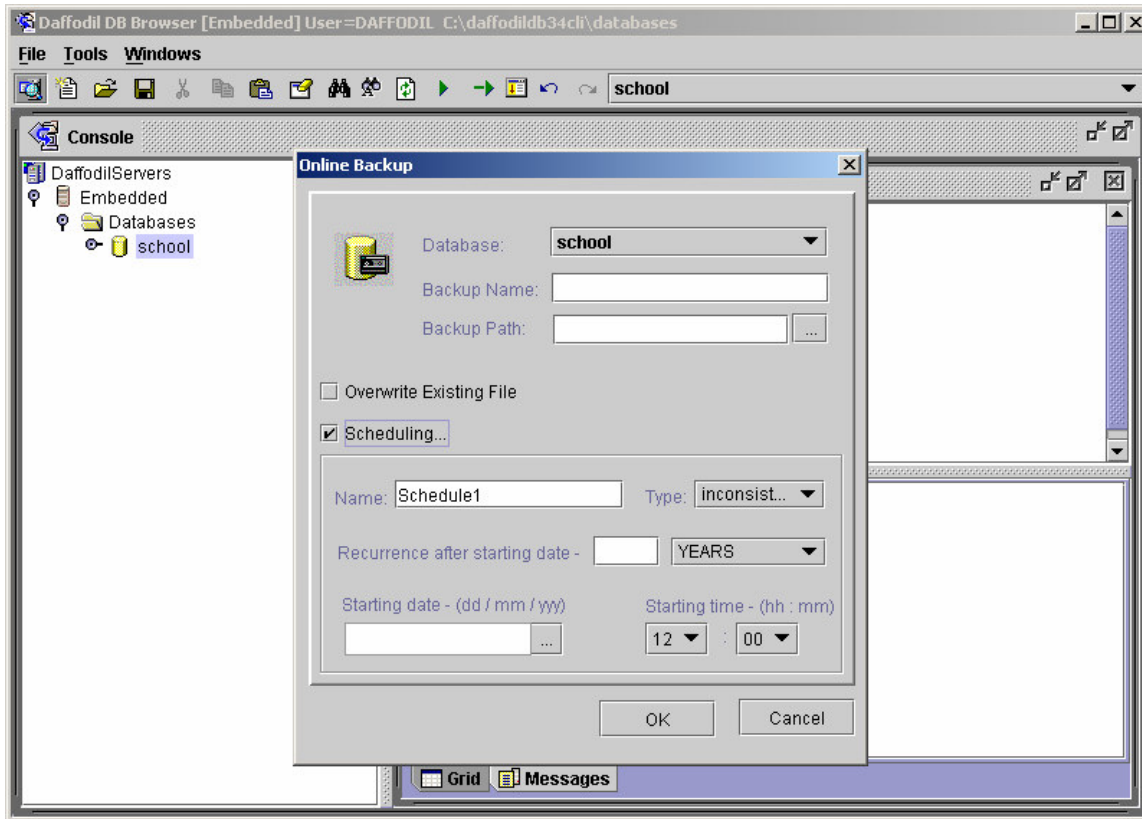 Daffodil DB Browser [Embedded] User=DAFFODIL C:\daffodildb34cli\databases
File Tools Windows
school
Console
DaffodilServers
Embedded
Databases
school
Online Backup
Database: school
Backup Name:
Backup Path:
...
Overwrite Existing File
Scheduling...
Name: Schedule1 Type: inconsist...
Recurrence after starting date - YEARS
Starting date - (dd / mm / yyy) Starting time - (hh : mm)
... 12 : 00
OK Cancel
Grid Messages